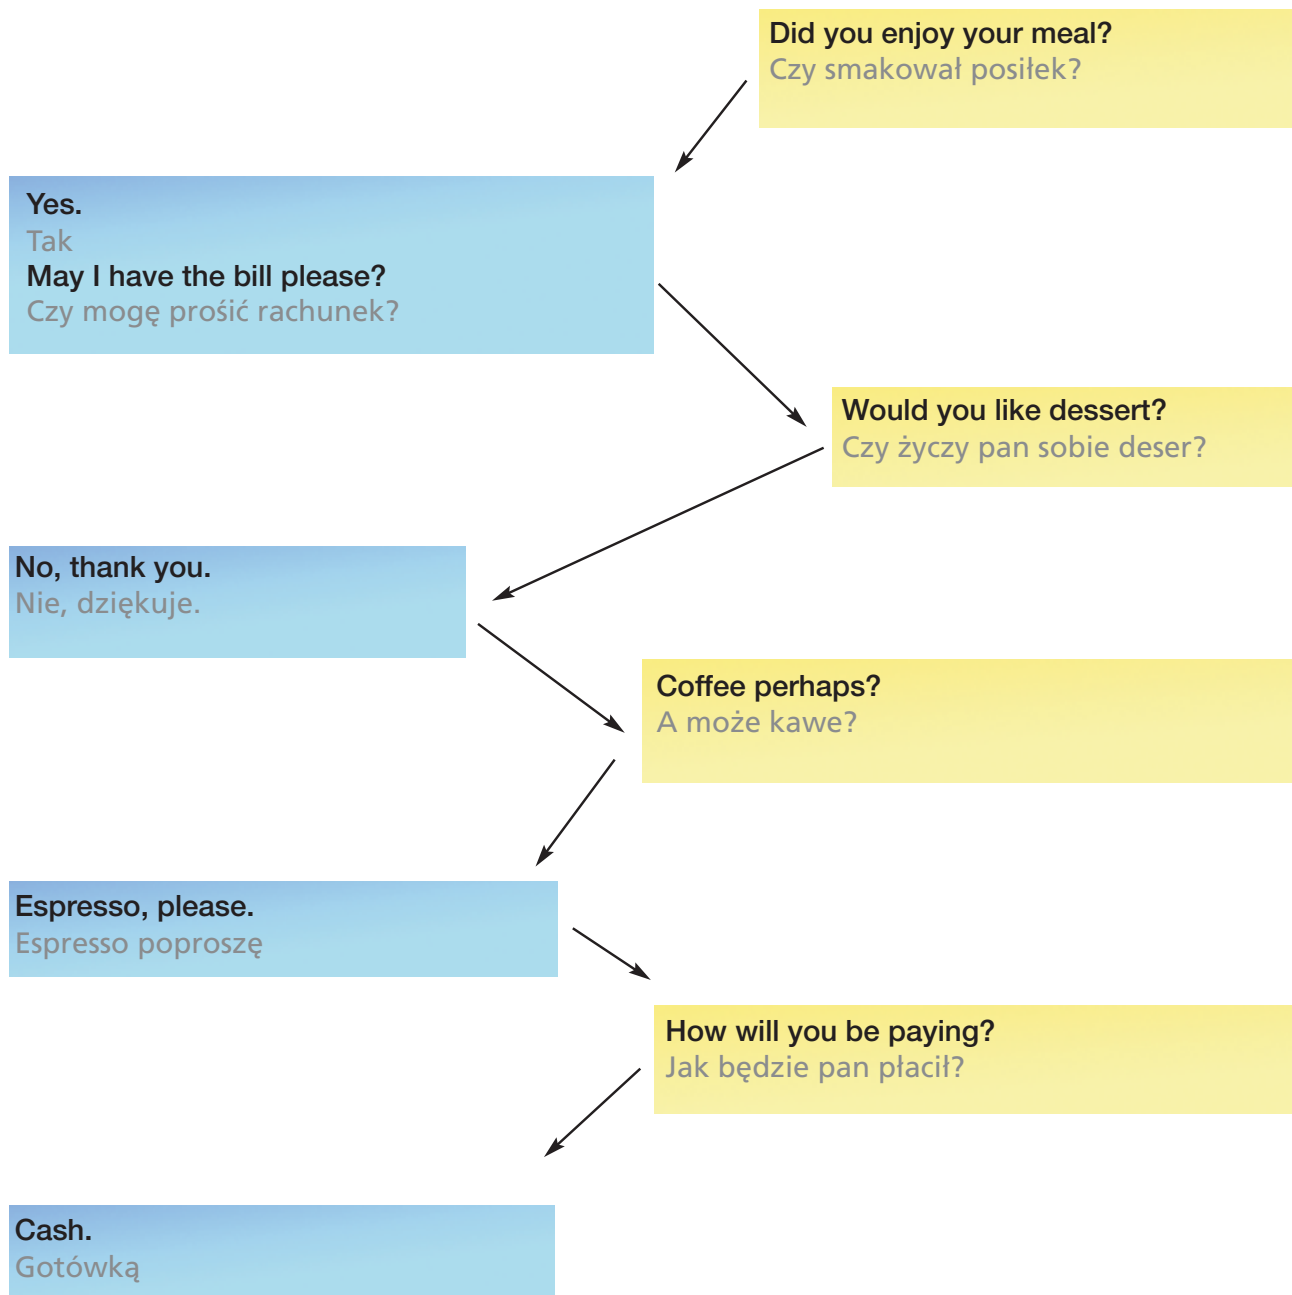 Did you enjoy your meal?
Czy smakował posiłek?
Yes.
Tak
May I have the bill please?
Czy mogę prośić rachunek?
Would you like dessert?
Czy życzy pan sobie deser?
No, thank you.
Nie, dziękuje.
Coffee perhaps?
A może kawe?
Espresso, please.
Espresso poproszę
How will you be paying?
Jak będzie pan płacił?
Cash.
Gotówką